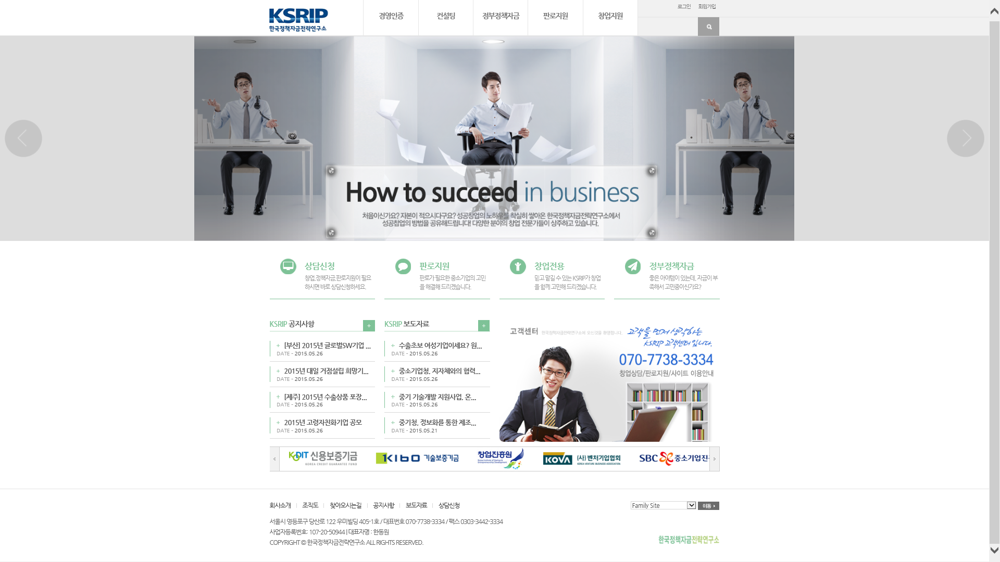 로그인 회원가입
KSRIP
한국정책자금전략연구소
경영인증 컨설팅 정부정책자금 판로지원 창업지원
How to succeed in business
처음이신가요? 자본이 적으시다구요? 성공창업의 노하우를 착실히 쌓아온 한국정책자금전략연구소에서
성공찹업의 방법을 공유해드립니다! 다양한 분야의 창업 전문가들이 상주하고 있습니다.
상담신청
창업,정책자금,판로지원이 필요
하시면 바로 상담신청하세요.
판로지원
판로가 필요한 중소기업의 고민
을 해결해 드리겠습니다.
창업전용
믿고 맡길 수 있는 KSRIP가 창업
을 함께 고민해 드리겠습니다.
정부정책자금
좋은 아이템이 있는데, 자금이 부
족해서 고민중이신가요?
KSRIP 공지사항
[부산] 2015년 글로벌SW기업 ...
DATE - 2015.05.26
2015년 대일 거점설립 희망기...
DATE - 2015.05.26
[제주] 2015년 수출상품 포장...
DATE - 2015.05.26
2015년 고령자친화기업 공모
DATE - 2015.05.26
KSRIP 보도자료
수출초보 여성기업이세요? 원...
DATE - 2015.05.26
중소기업청, 지자체와의 협력...
DATE - 2015.05.26
중기 기술개발 지원사업, 온...
DATE - 2015.05.26
중기청, 정보화를 통한 제조...
DATE - 2015.05.21
고객센터 한국정책자금전략연구소에 오신것을 환영합니다.
고객을 먼저 생각하는
KSRIP 고객센터 입니다.
070-7738-3334
창업상담/판로지원/사이트 이용안내
KODIT 신용보증기금
KOREA CREDIT GUARANTEE FUND
KIBO 기술보증기금
창업진흥원
Korea Institute of Startup &
Entrepreneurship Development
KOVA (사)벤처기업협회
KOREA VENTURE BUSINESS ASSOCIATION
SBC 중소기업진
회사소개 조직도 찾아오시는길 공지사항 보도자료 상담신청
Family Site 이동
서울시 영등포구 당산로 122 우미빌딩 405-1호 / 대표번호 070-7738-3334 / 팩스 0303-3442-3334
사업자등록번호: 107-20-50944 | 대표자명 : 한동원
COPYRIGHT © 한국정책자금전략연구소 ALL RIGHTS RESERVED.
한국정책자금전략연구소